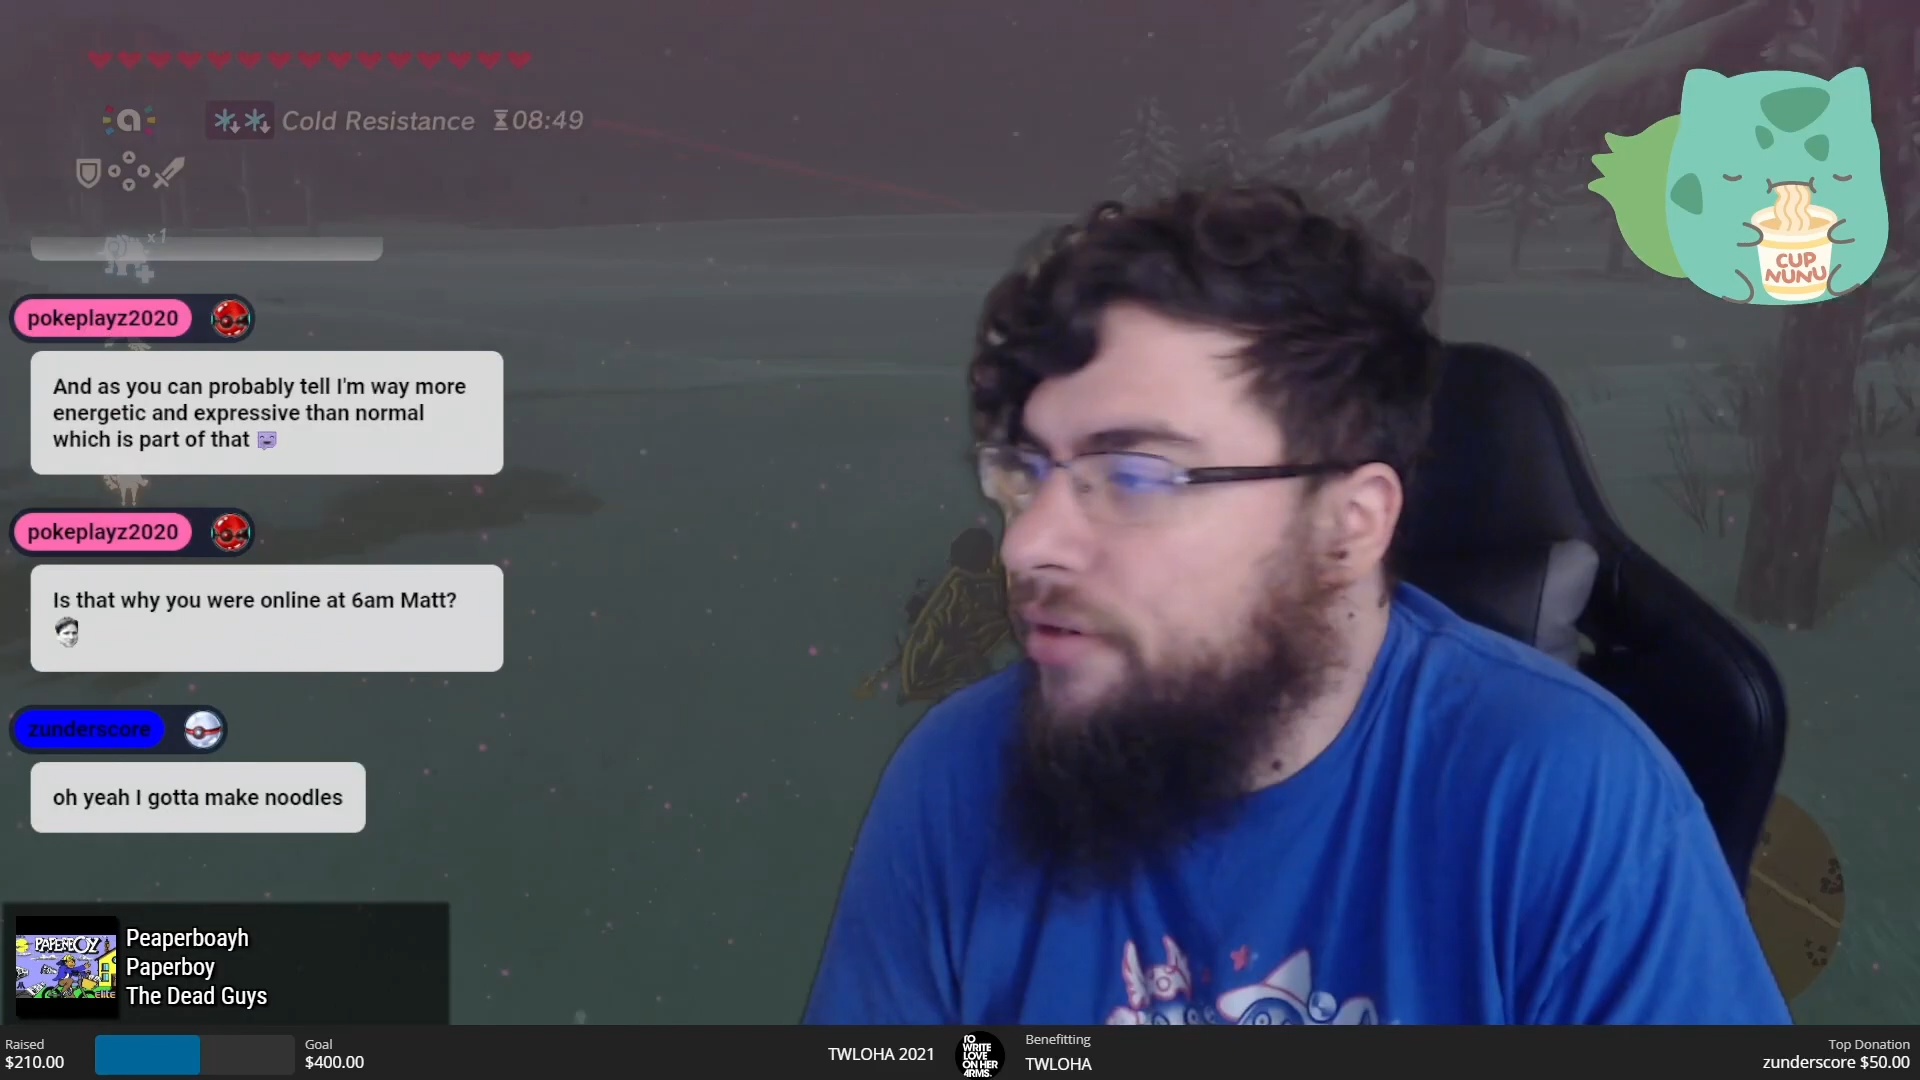 Cold Resistance 08:49
x1
CUP
NUNU
pokeplayz2020
And as you can probably tell I'm way more
energetic and expressive than normal
which is part of that
pokeplayz2020
Is that why you were online at 6am Matt?
zunderscore
oh yeah I gotta make noodles
PAPERBOY
ELITE
Peaperboayh
Paperboy
The Dead Guys
Raised
$210.00
Goal
$400.00
TWLOHA 2021
TO
WRITE
LOVE
ON HER
ARMS.
Benefitting
TWLOHA
Top Donation
zunderscore $50.00